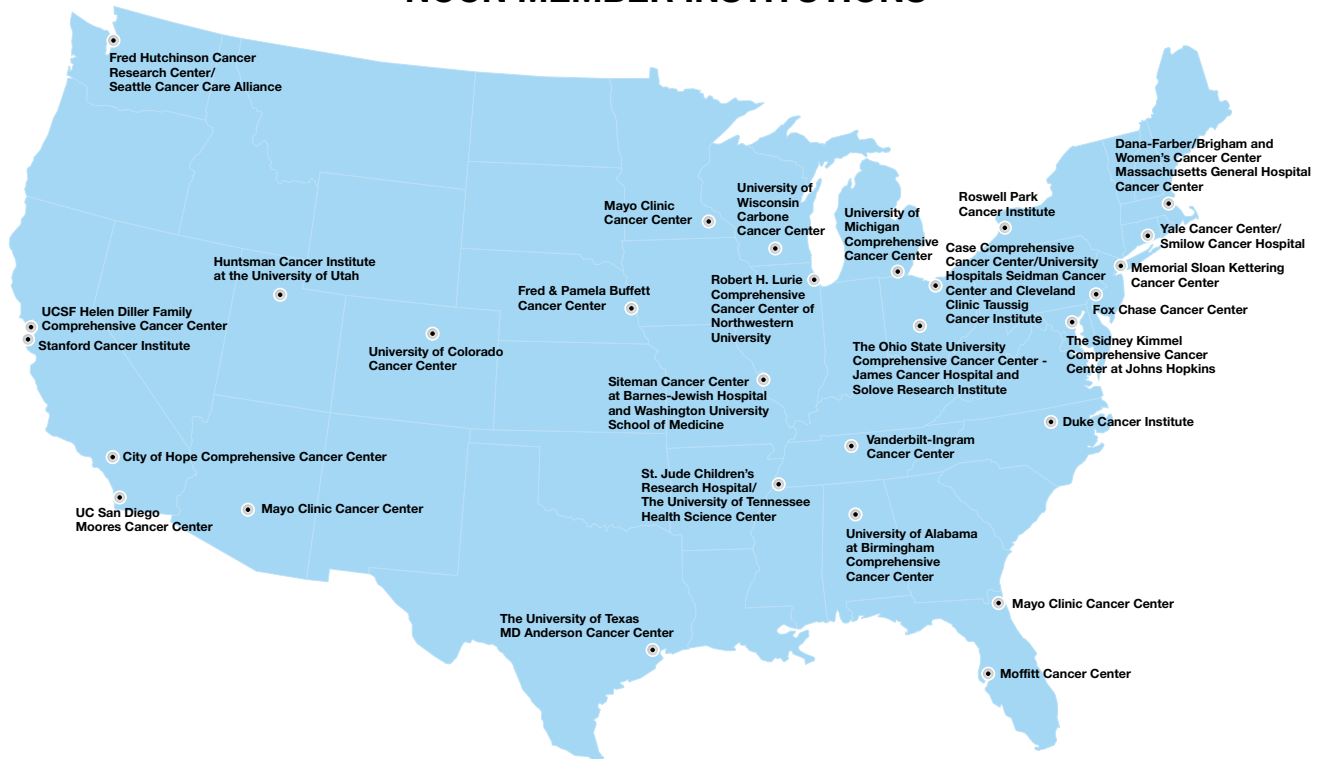 NCCN MEMBER INSTITUTIONS
Fred Hutchinson Cancer
Research Center/
Seattle Cancer Care Alliance
Dana-Farber/Brigham and
Women's Cancer Center
Massachusetts General Hospital
Cancer Center
University of
Wisconsin
Carbone
Cancer Center
Roswell Park
Cancer Institute
Mayo Clinic
Cancer Center
University of
Michigan
Comprehensive
Cancer Center
Yale Cancer Center/
Smilow Cancer Hospital
Case Comprehensive
Cancer Center/University
Hospitals Seidman Cancer
Center and Cleveland
Clinic Taussig
Cancer Institute
Huntsman Cancer Institute
at the University of Utah
Memorial Sloan Kettering
Cancer Center
Robert H. Lurie
Comprehensive
Cancer Center of
Northwestern
University
Fred & Pamela Buffett
Cancer Center
Fox Chase Cancer Center
UCSF Helen Diller Family
Comprehensive Cancer Center
Stanford Cancer Institute
The Sidney Kimmel
Comprehensive Cancer
Center at Johns Hopkins
University of Colorado
Cancer Center
The Ohio State University
Comprehensive Cancer Center -
James Cancer Hospital and
Solove Research Institute
Siteman Cancer Center
at Barnes-Jewish Hospital
and Washington University
School of Medicine
Duke Cancer Institute
Vanderbilt-Ingram
Cancer Center
City of Hope Comprehensive Cancer Center
St. Jude Children's
Research Hospital/
The University of Tennessee
Health Science Center
UC San Diego
Moores Cancer Center
Mayo Clinic Cancer Center
University of Alabama
at Birmingham
Comprehensive
Cancer Center
Mayo Clinic Cancer Center
The University of Texas
MD Anderson Cancer Center
Moffitt Cancer Center